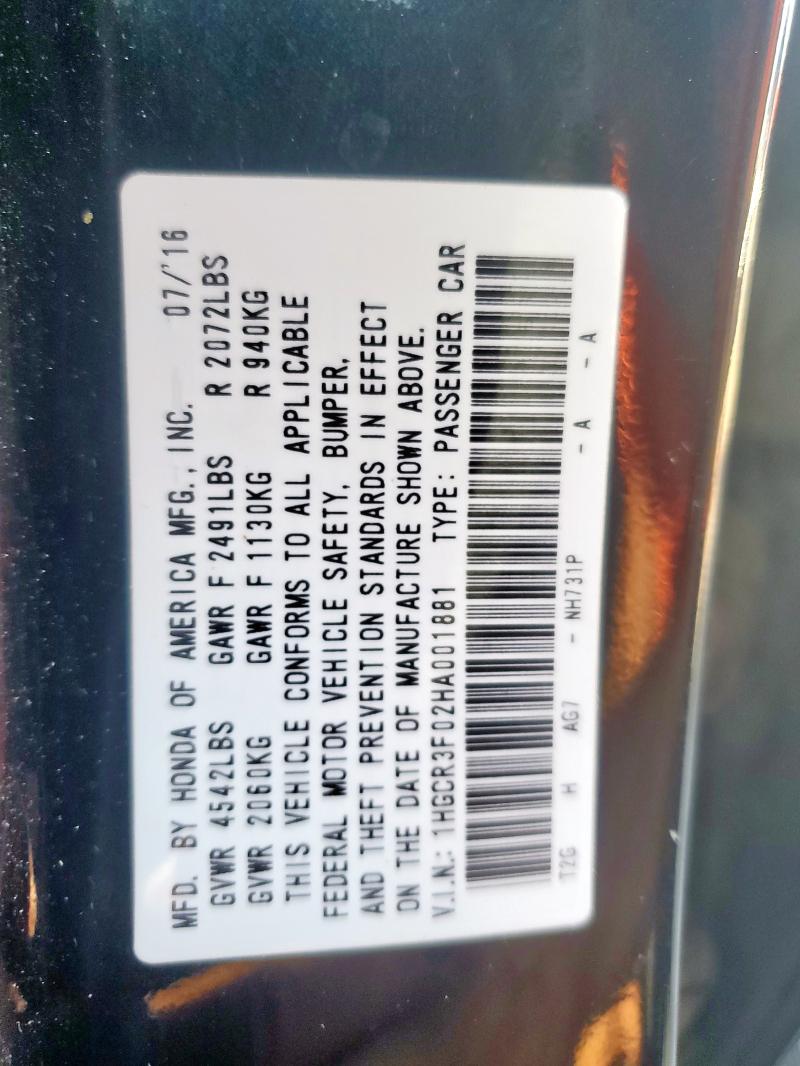 MFD. BY HONDA OF AMERICA MFG., INC. 07/'16
GVWR 4542LBS GAWR F 2491LBS R 2072LBS
GVWR 2060KG GAWR F 1130KG R 940KG
THIS VEHICLE CONFORMS TO ALL APPLICABLE
FEDERAL MOTOR VEHICLE SAFETY, BUMPER,
AND THEFT PREVENTION STANDARDS IN EFFECT
ON THE DATE OF MANUFACTURE SHOWN ABOVE.
V.I.N.: 1HGCR3F02HA001881 TYPE: PASSENGER CAR
T2G H AG7 - NH731P - A - A